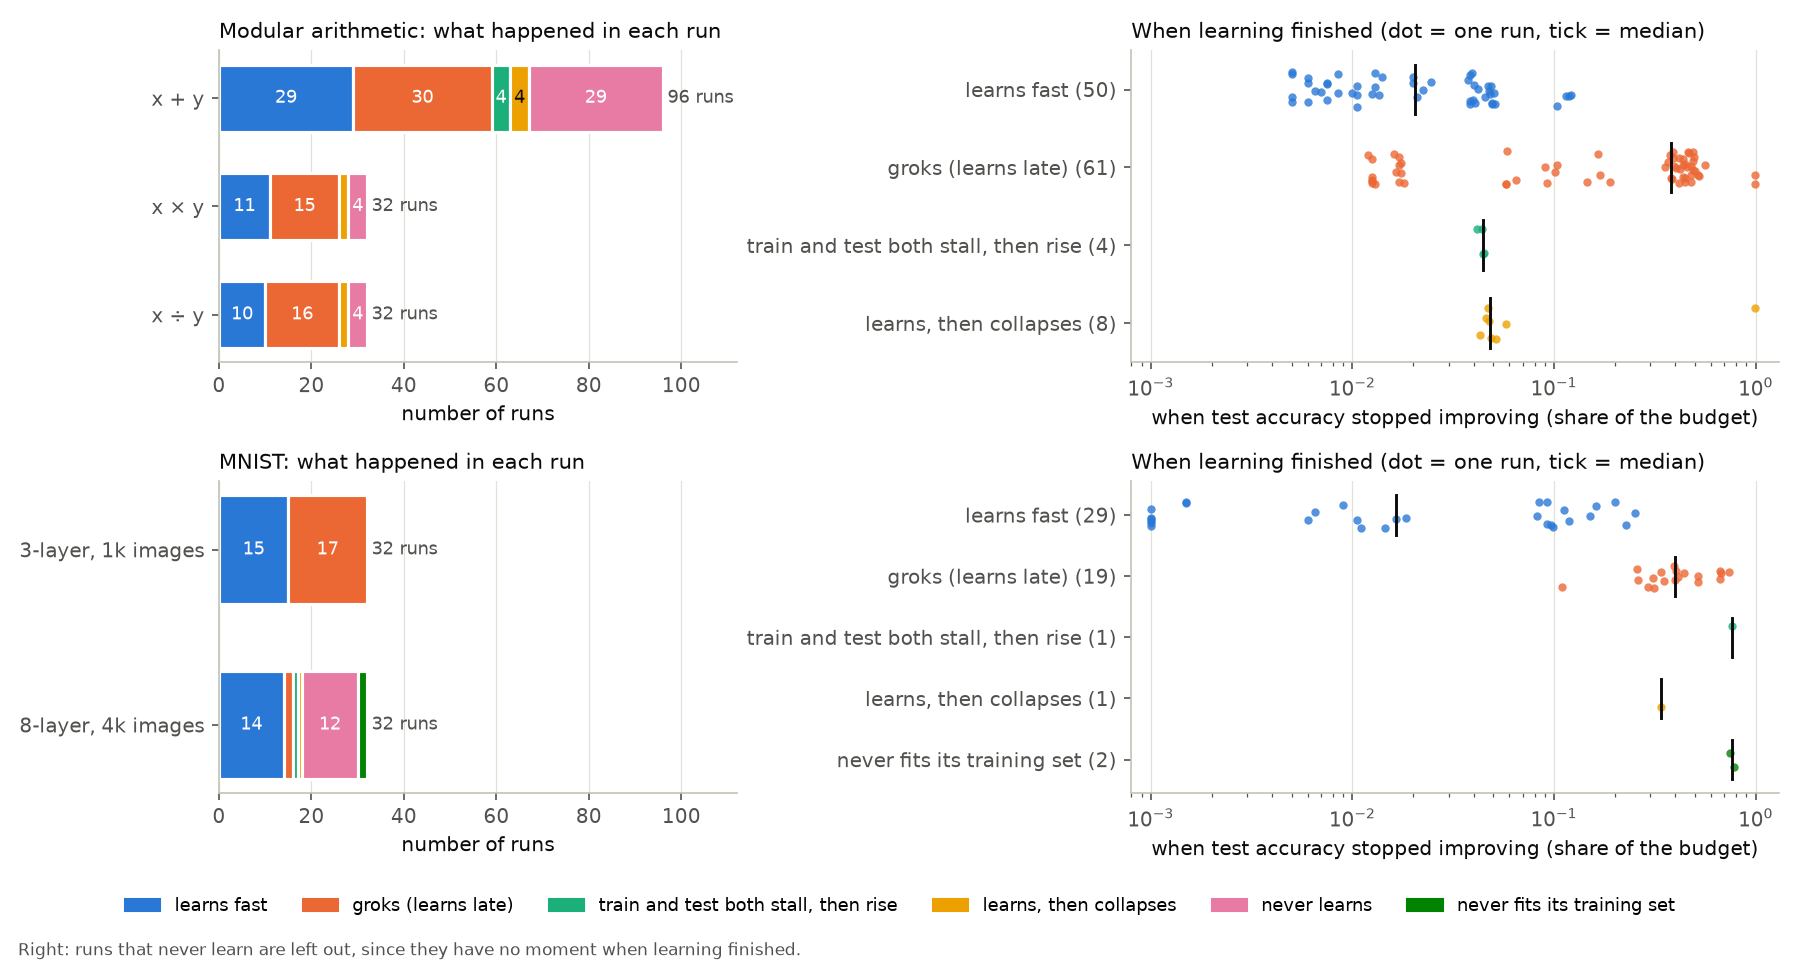 Modular arithmetic: what happened in each run
x + y
29
30
4
4
29
96 runs
x × y
11
15
4
32 runs
x ÷ y
10
16
4
32 runs
0
20
40
60
80
100
number of runs
When learning finished (dot = one run, tick = median)
learns fast (50)
groks (learns late) (61)
train and test both stall, then rise (4)
learns, then collapses (8)
10⁻³
10⁻²
10⁻¹
10⁰
when test accuracy stopped improving (share of the budget)
MNIST: what happened in each run
3-layer, 1k images
15
17
32 runs
8-layer, 4k images
14
12
32 runs
0
20
40
60
80
100
number of runs
When learning finished (dot = one run, tick = median)
learns fast (29)
groks (learns late) (19)
train and test both stall, then rise (1)
learns, then collapses (1)
never fits its training set (2)
10⁻³
10⁻²
10⁻¹
10⁰
when test accuracy stopped improving (share of the budget)
learns fast
groks (learns late)
train and test both stall, then rise
learns, then collapses
never learns
never fits its training set
Right: runs that never learn are left out, since they have no moment when learning finished.